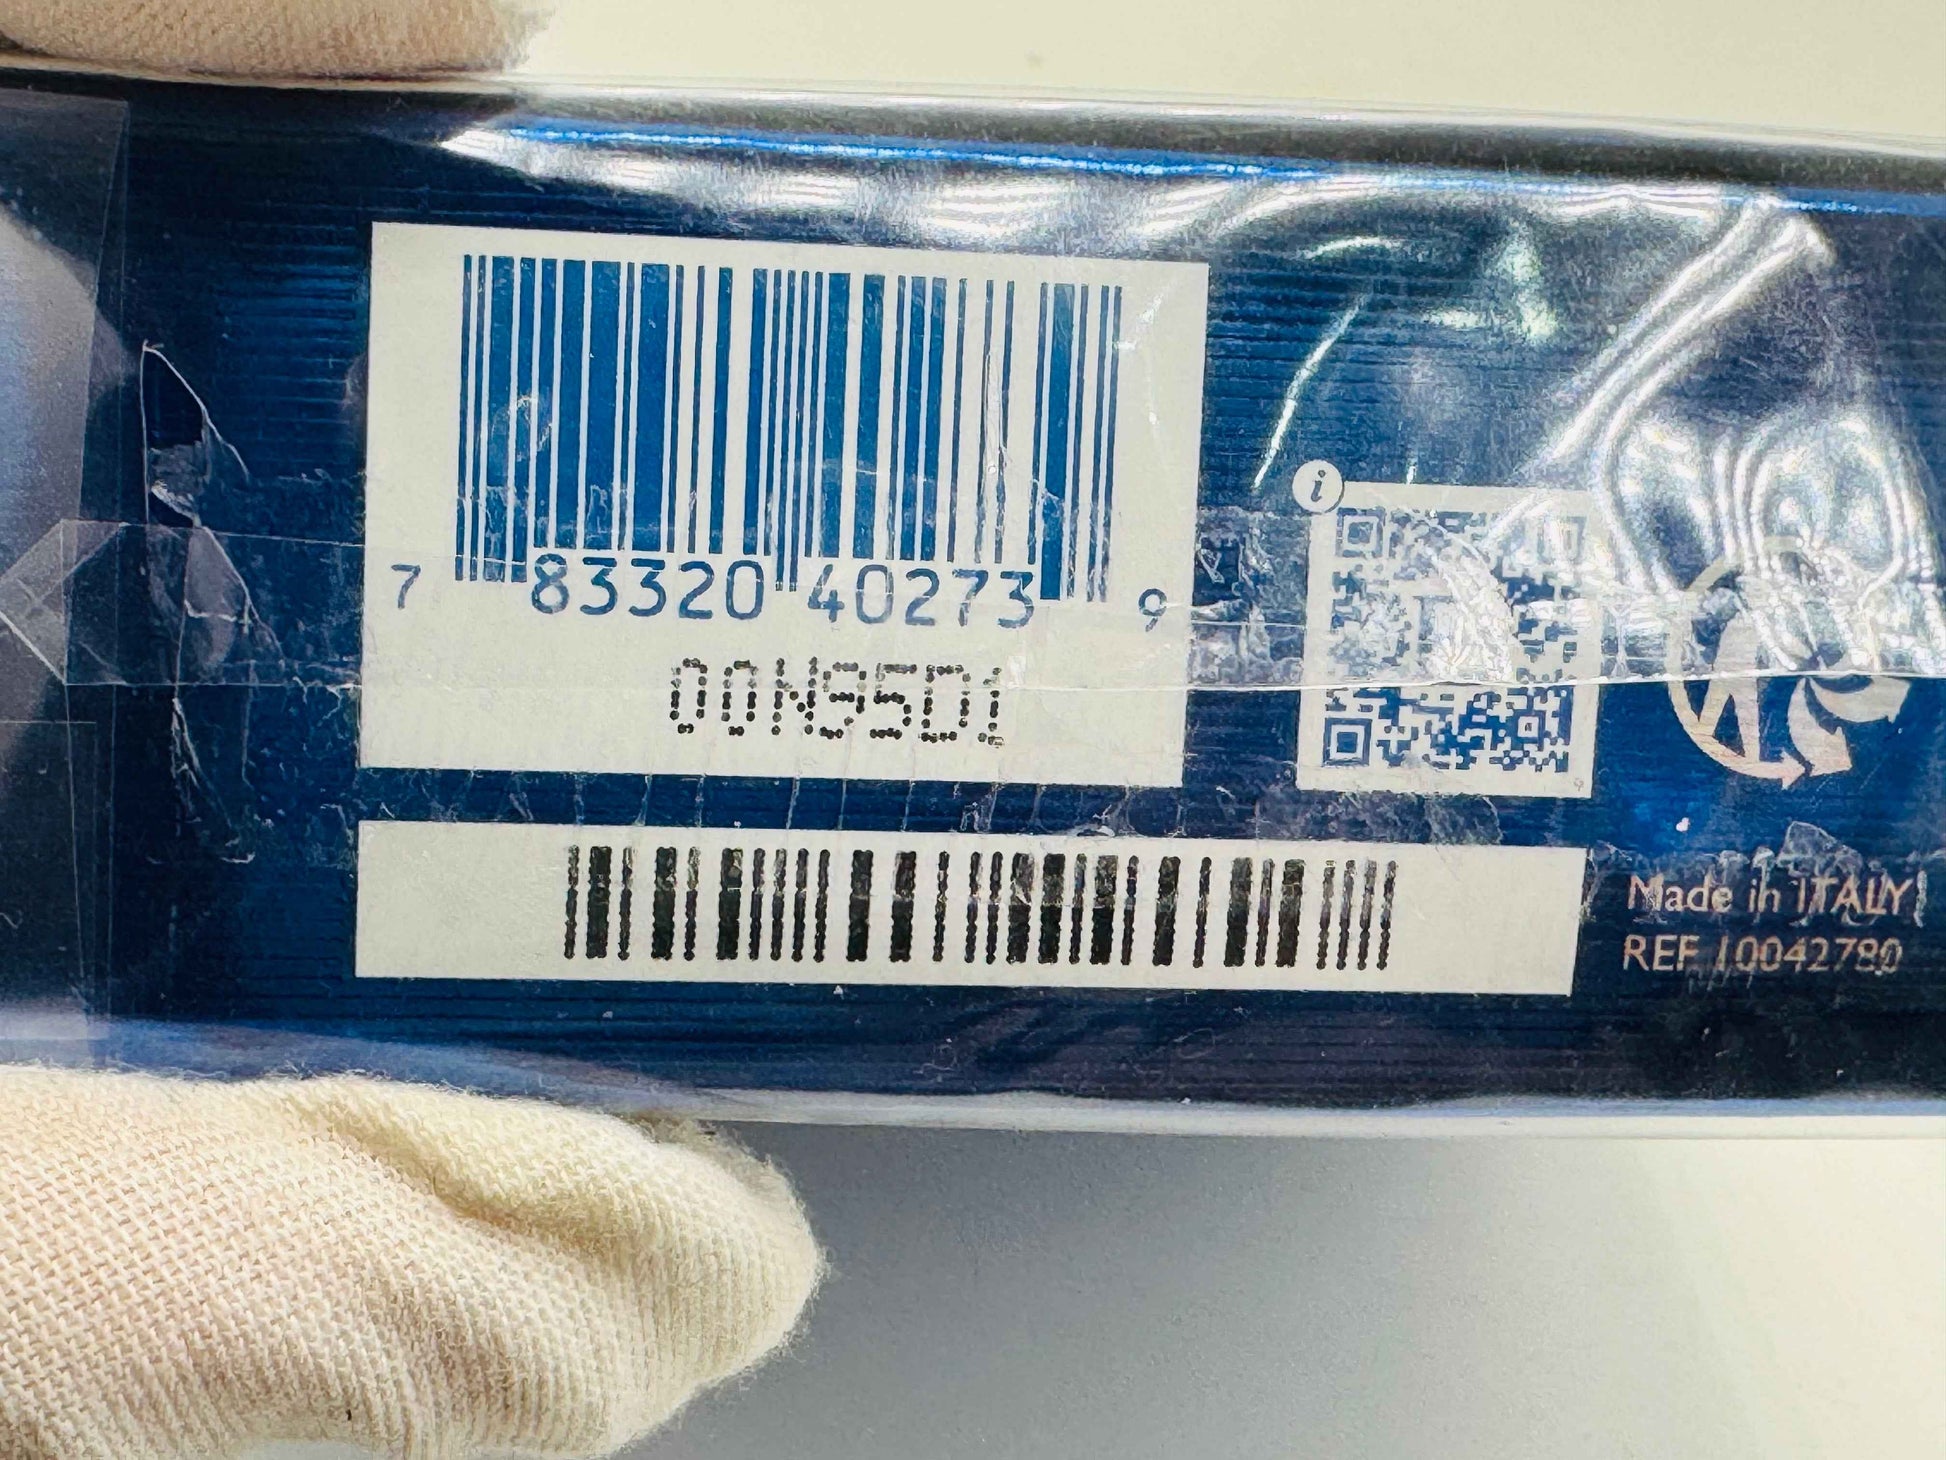 7 83320 40273 9
00N95D1
i
Made in ITALY
REF 10042780